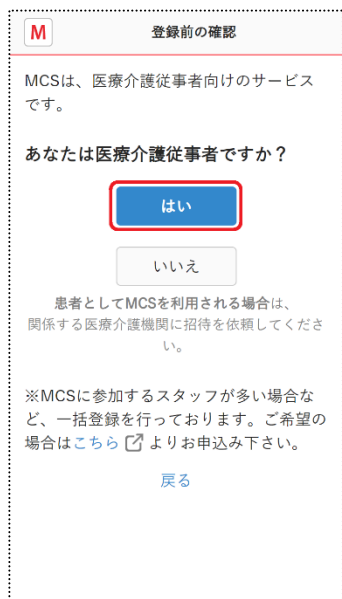 M
登録前の確認
MCSは、医療介護従事者向けのサービス
です。
あなたは医療介護従事者ですか？
はい
いいえ
患者としてMCSを利用される場合は、
関係する医療介護機関に招待を依頼してくださ
い。
※MCSに参加するスタッフが多い場合な
ど、一括登録を行っております。ご希望の
場合はこちら よりお申込み下さい。
戻る